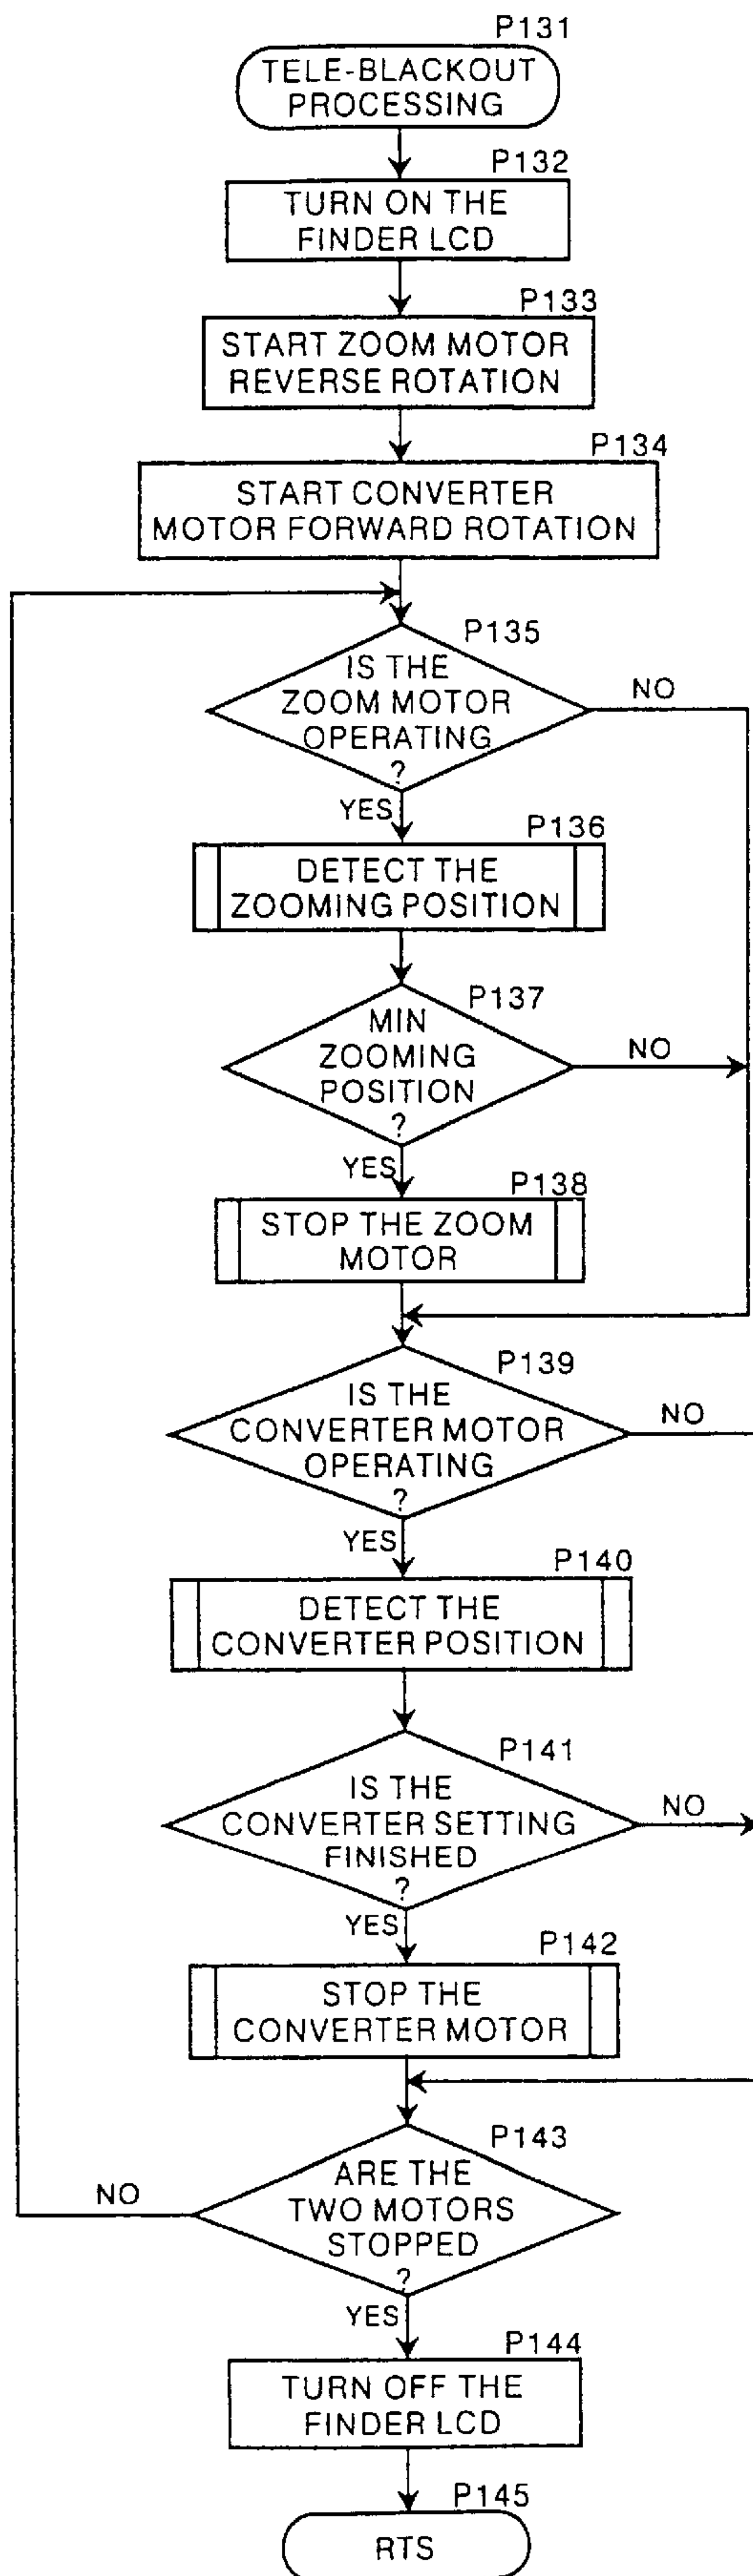 P131
TELE-BLACKOUT
PROCESSING
P132
TURN ON THE
FINDER LCD
P133
START ZOOM MOTOR
REVERSE ROTATION
P134
START CONVERTER
MOTOR FORWARD ROTATION
P135
IS THE
ZOOM MOTOR
OPERATING
?
NO
YES
P136
DETECT THE
ZOOMING POSITION
P137
MIN
ZOOMING
POSITION
?
NO
YES
P138
STOP THE ZOOM
MOTOR
P139
IS THE
CONVERTER MOTOR
OPERATING
?
NO
YES
P140
DETECT THE
CONVERTER POSITION
P141
IS THE
CONVERTER SETTING
FINISHED
?
NO
YES
P142
STOP THE
CONVERTER MOTOR
P143
ARE THE
TWO MOTORS
STOPPED
?
NO
YES
P144
TURN OFF THE
FINDER LCD
P145
RTS